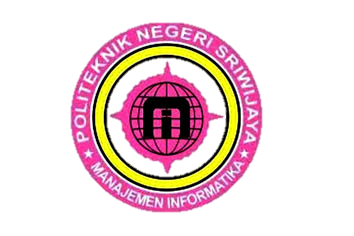 POLITEKNIK NEGERI SRIWIJAYA
MANAJEMEN INFORMATIKA